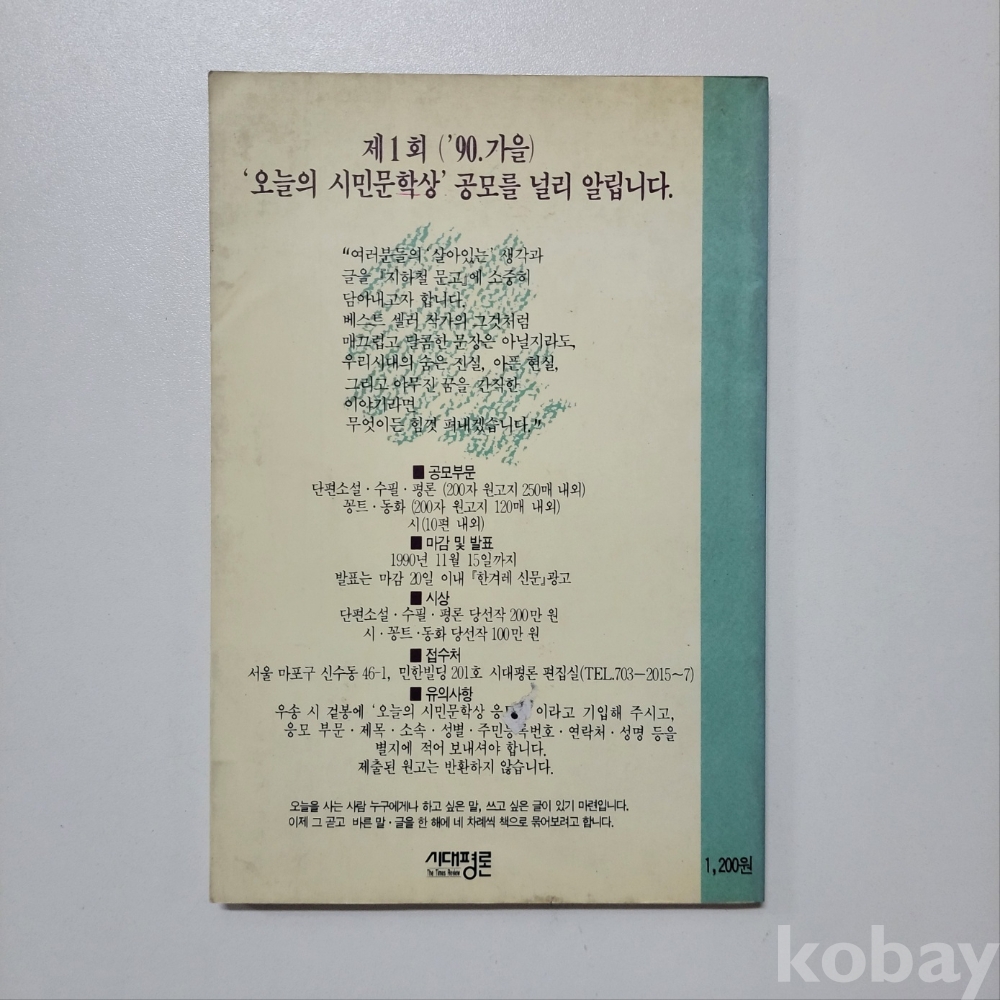 제1회 ('90.가을)
'오늘의 시민문학상' 공모를 널리 알립니다.
"여러분들의 '살아있는' 생각과
글을 『지하철 문고』에 소중히
담아내고자 합니다.
베스트 셀러 작가의 그것처럼
매끄럽고 달콤한 문장은 아닐지라도,
우리시대의 숨은 진실, 아픈 현실,
그리고 야무진 꿈을 간직한
이야기라면
무엇이든 힘껏 펴내겠습니다."
■ 공모부문
단편소설·수필·평론 (200자 원고지 250매 내외)
꽁트·동화 (200자 원고지 120매 내외)
시(10편 내외)
■ 마감 및 발표
1990년 11월 15일까지
발표는 마감 20일 이내 『한겨레 신문』광고
■ 시상
단편소설·수필·평론 당선작 200만 원
시·꽁트·동화 당선작 100만 원
■ 접수처
서울 마포구 신수동 46-1, 민한빌딩 201호 시대평론 편집실(TEL.703-2015~7)
■ 유의사항
우송 시 겉봉에 '오늘의 시민문학상 응 이라고 기입해 주시고,
응모 부문·제목·소속·성별·주민등록번호·연락처·성명 등을
별지에 적어 보내셔야 합니다.
제출된 원고는 반환하지 않습니다.
오늘을 사는 사람 누구에게나 하고 싶은 말, 쓰고 싶은 글이 있기 마련입니다.
이제 그 곧고 바른 말·글을 한 해에 네 차례씩 책으로 묶어보려고 합니다.
시대평론
The Times Review
1,200원
kobay